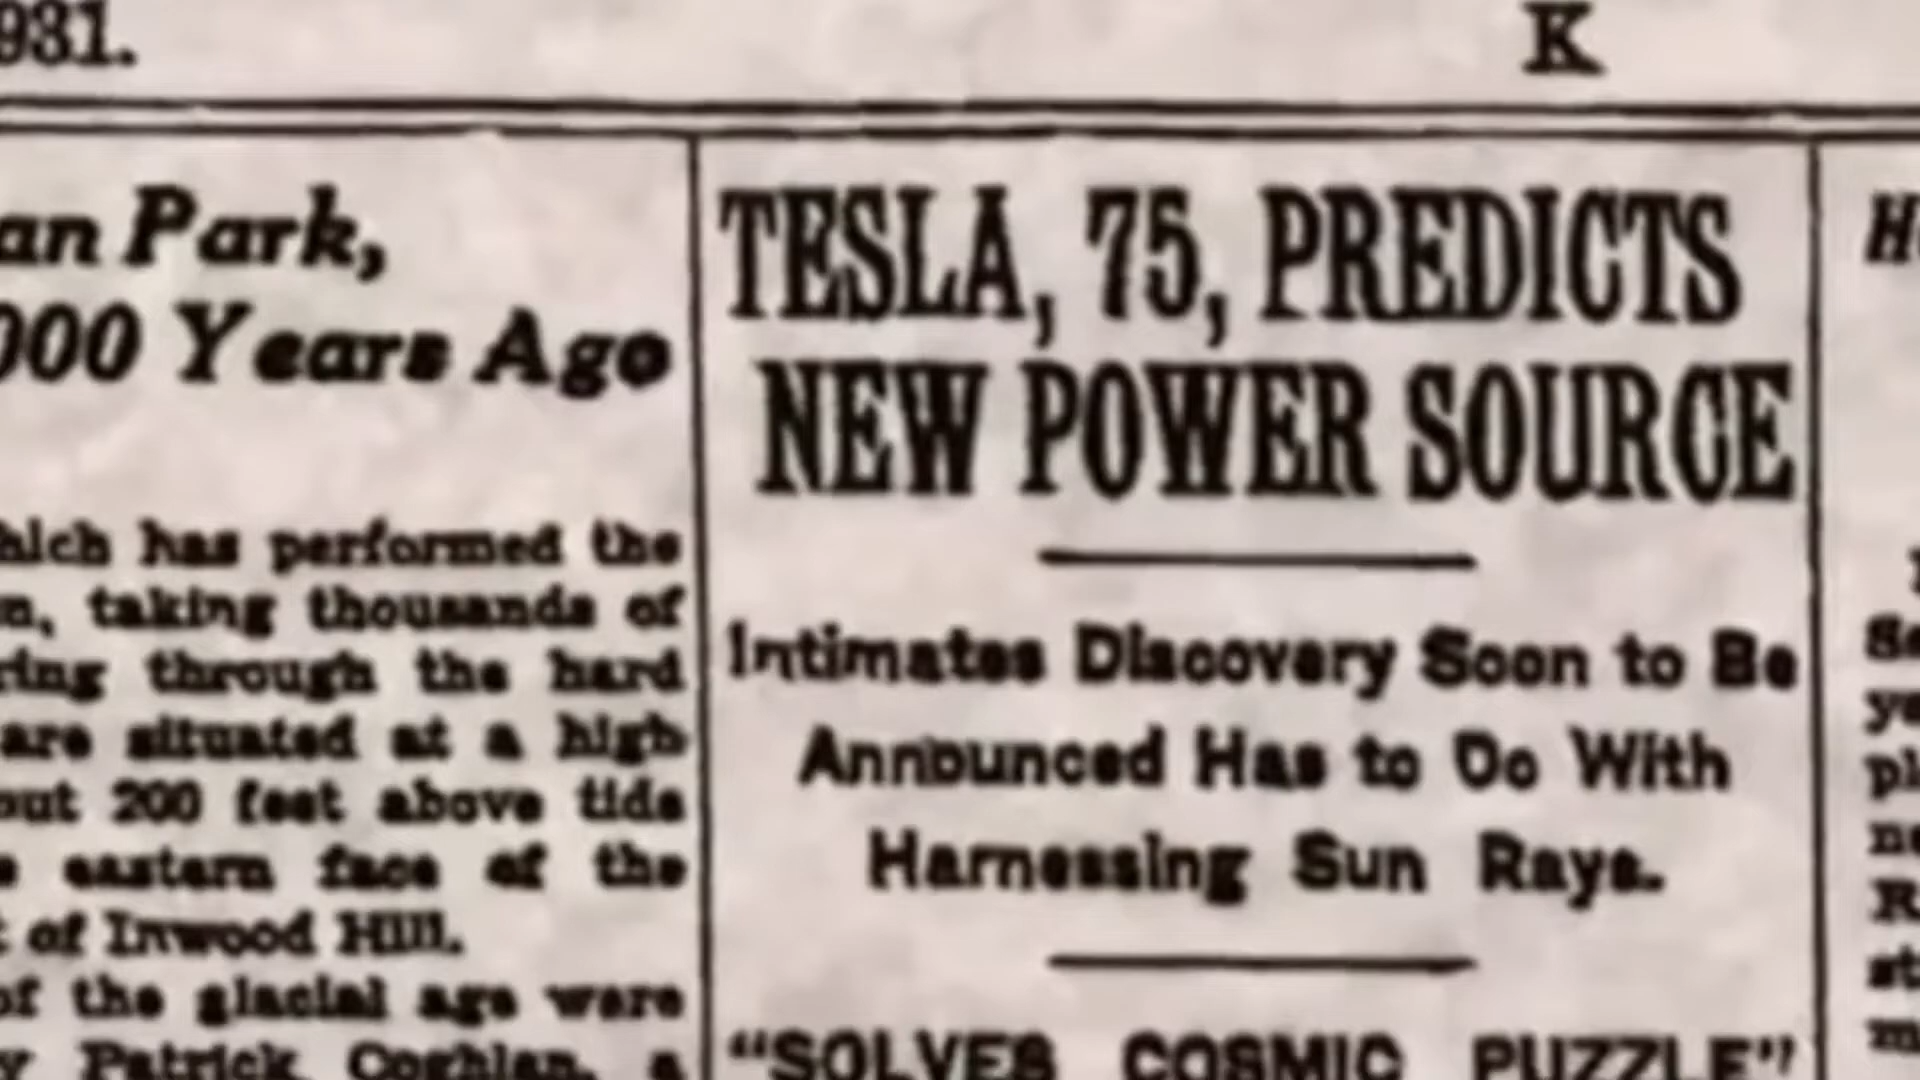 931.
K
an Park,
000 Years Ago
hich has performed the
n, taking thousands of
ring through the hard
are situated at a high
out 200 feet above tide
e eastern face of the
t of Inwood Hill.
of the glacial age were
y Patrick Coghlan, a
TESLA, 75, PREDICTS
NEW POWER SOURCE
Intimates Discovery Soon to Be
Announced Has to Do With
Harnessing Sun Rays.
"SOLVES COSMIC PUZZLE"